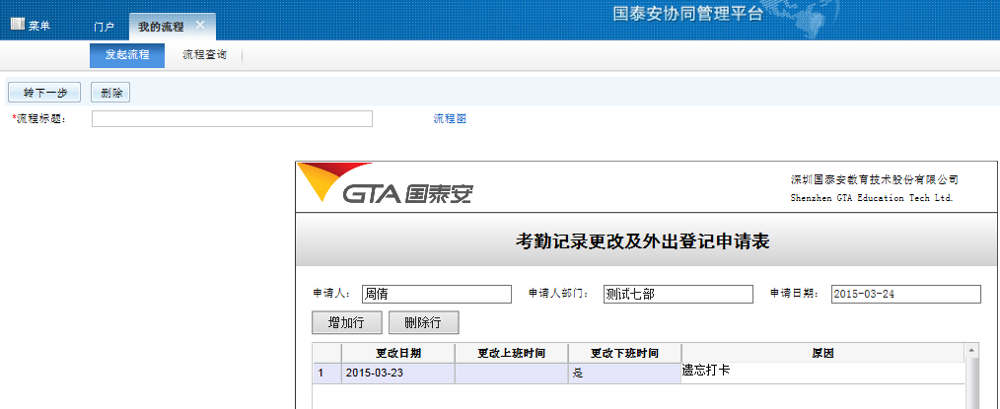 国泰安协同管理平台
菜单 门户 我的流程
发起流程 流程查询
转下一步 删除
*流程标题： 流程图
GTA 国泰安
深圳国泰安教育技术股份有限公司
Shenzhen GTA Education Tech Ltd.
考勤记录更改及外出登记申请表
申请人： 周倩 申请人部门： 测试七部 申请日期： 2015-03-24
增加行 删除行
更改日期 更改上班时间 更改下班时间 原因
1 2015-03-23 是 遗忘打卡